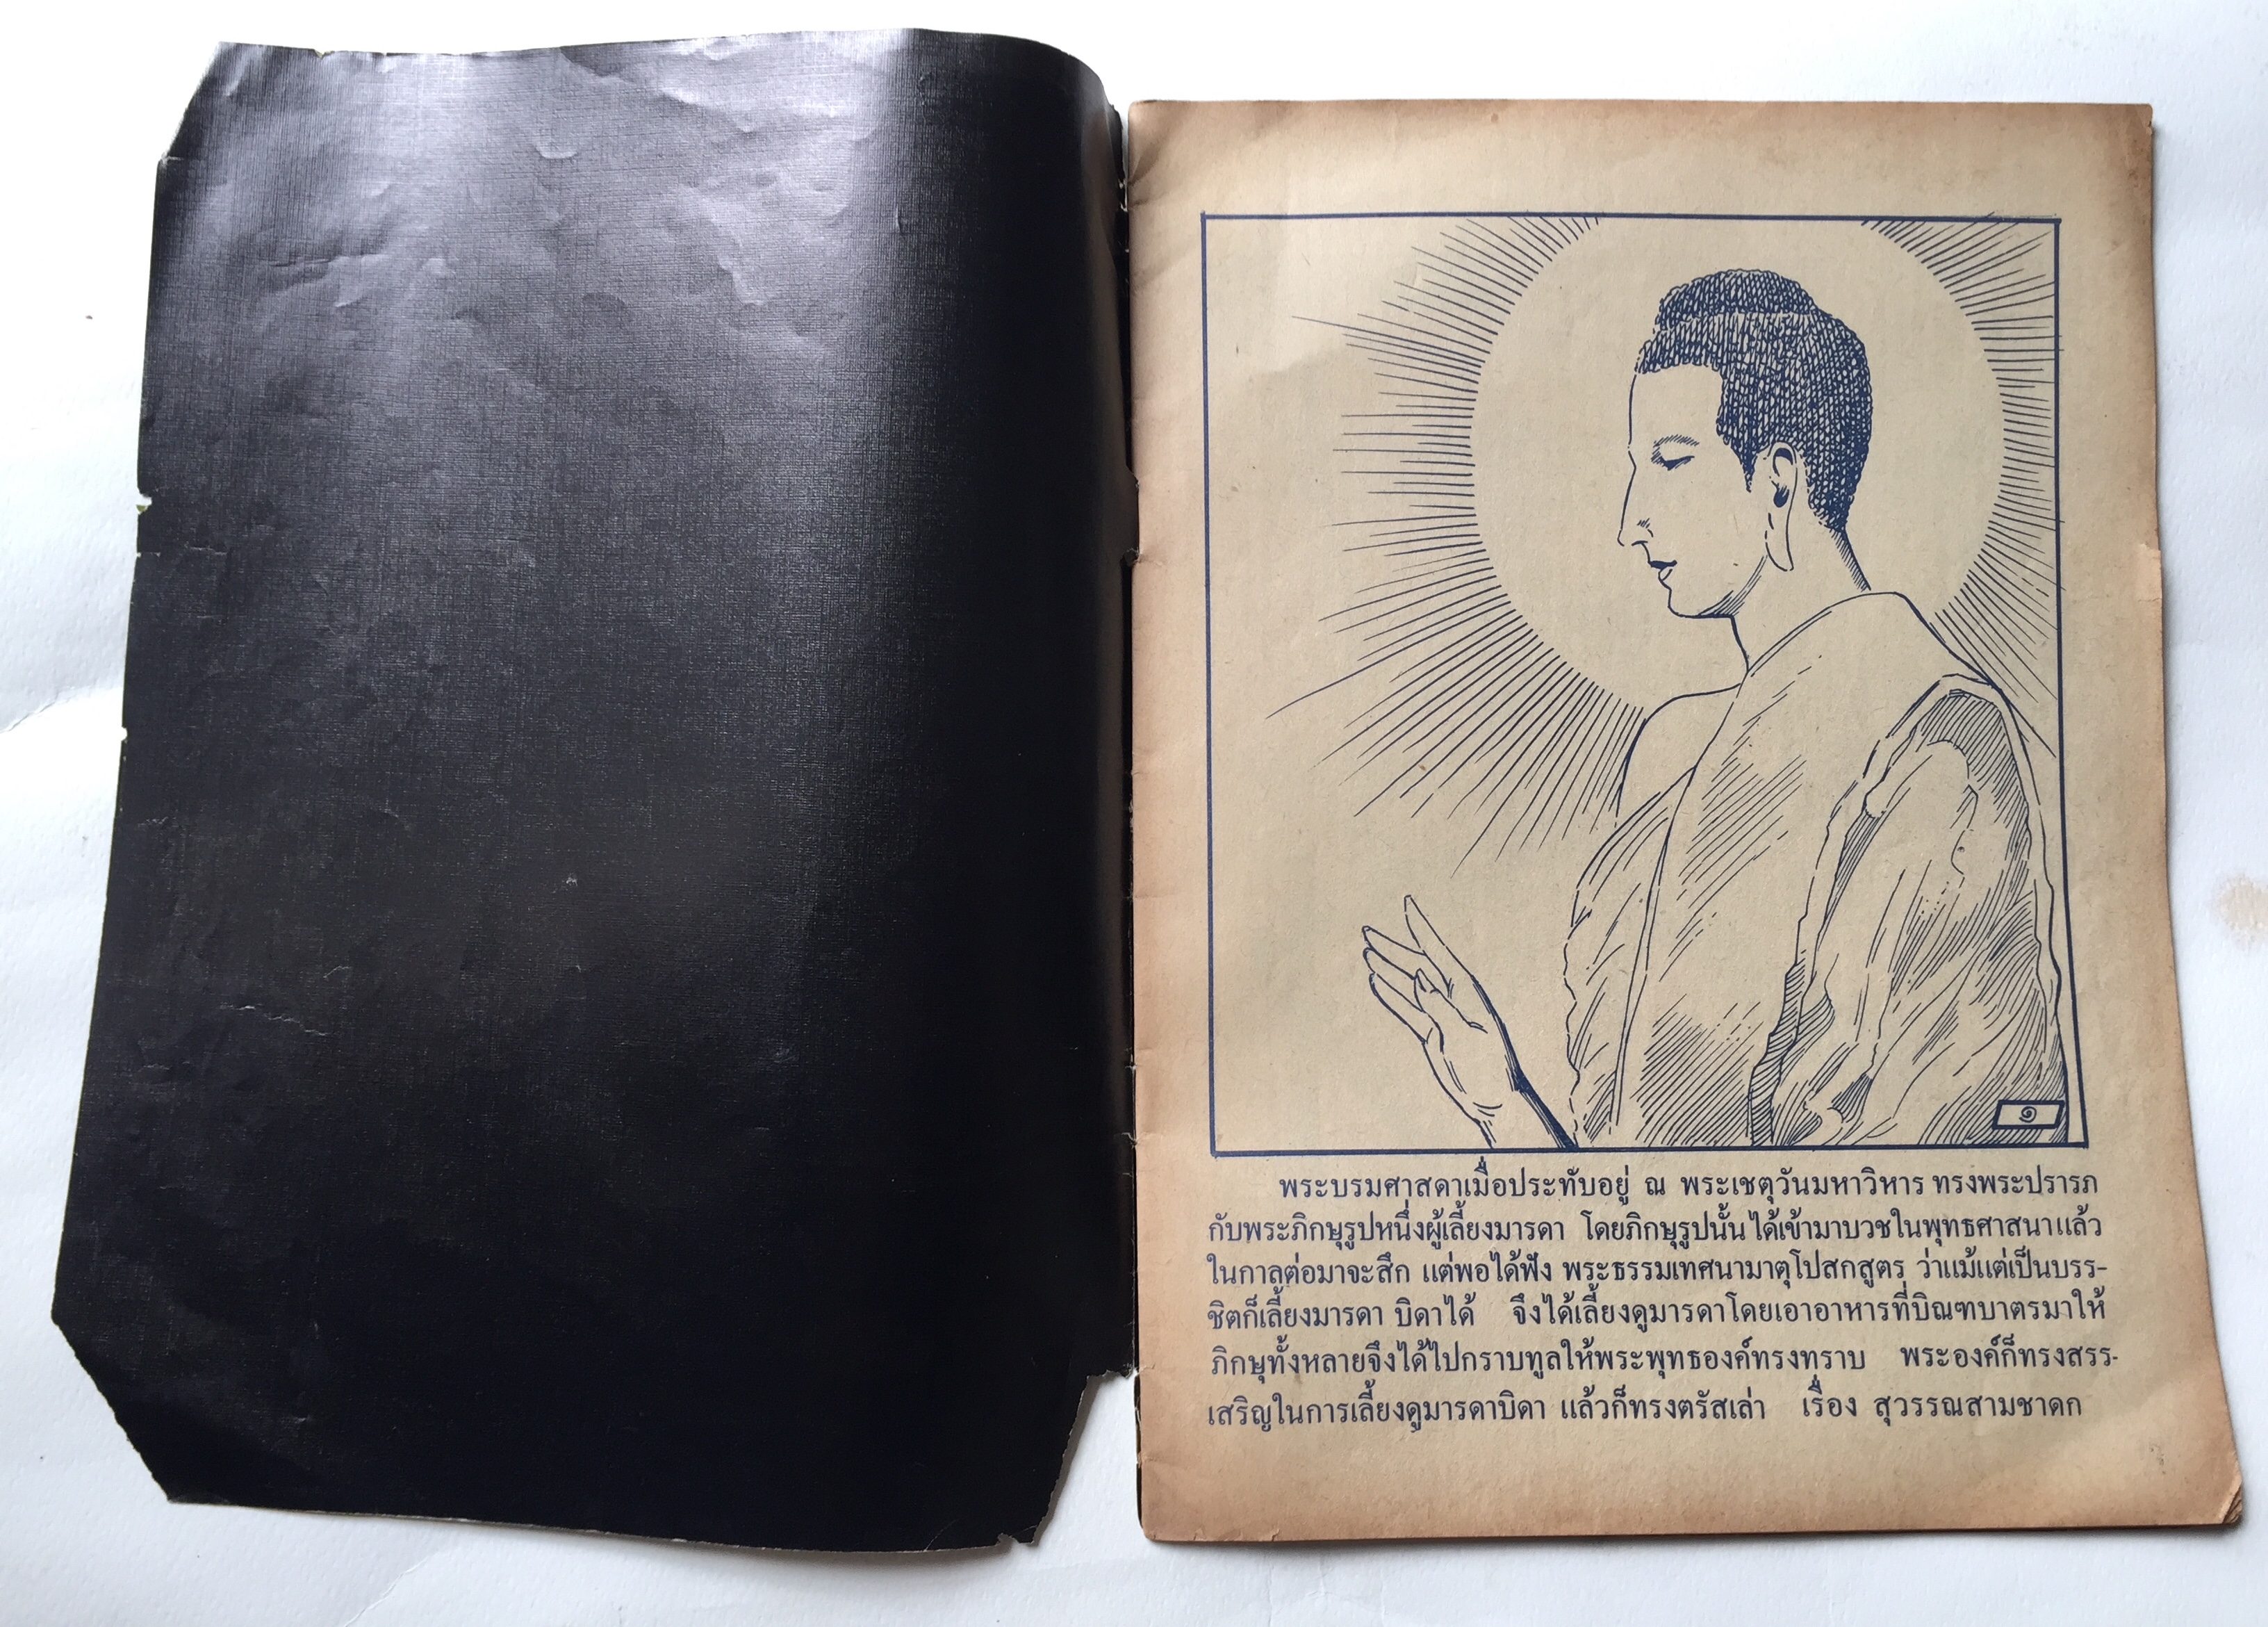 ๑
พระบรมศาสดาเมื่อประทับอยู่ ณ พระเชตุวันมหาวิหาร ทรงพระปรารภ
กับพระภิกษุรูปหนึ่งผู้เลี้ยงมารดา โดยภิกษุรูปนั้น ได้เข้ามาบวชในพุทธศาสนาแล้ว
ในกาลต่อมาจะสึก แต่พอได้ฟัง พระธรรมเทศนามาตุโปสกสูตร ว่าแม้แต่เป็นบรร-
ชิตก็เลี้ยงมารดา บิดาได้ จึงได้เลี้ยงดูมารดาโดยเอาอาหารที่บิณฑบาตรมาให้
ภิกษุทั้งหลายจึงได้ไปกราบทูลให้พระพุทธองค์ทรงทราบ พระองค์ก็ทรงสรร-
เสริญในการเลี้ยงดูมารดาบิดา แล้วก็ทรงตรัสเล่า เรื่อง สุวรรณสามชาดก